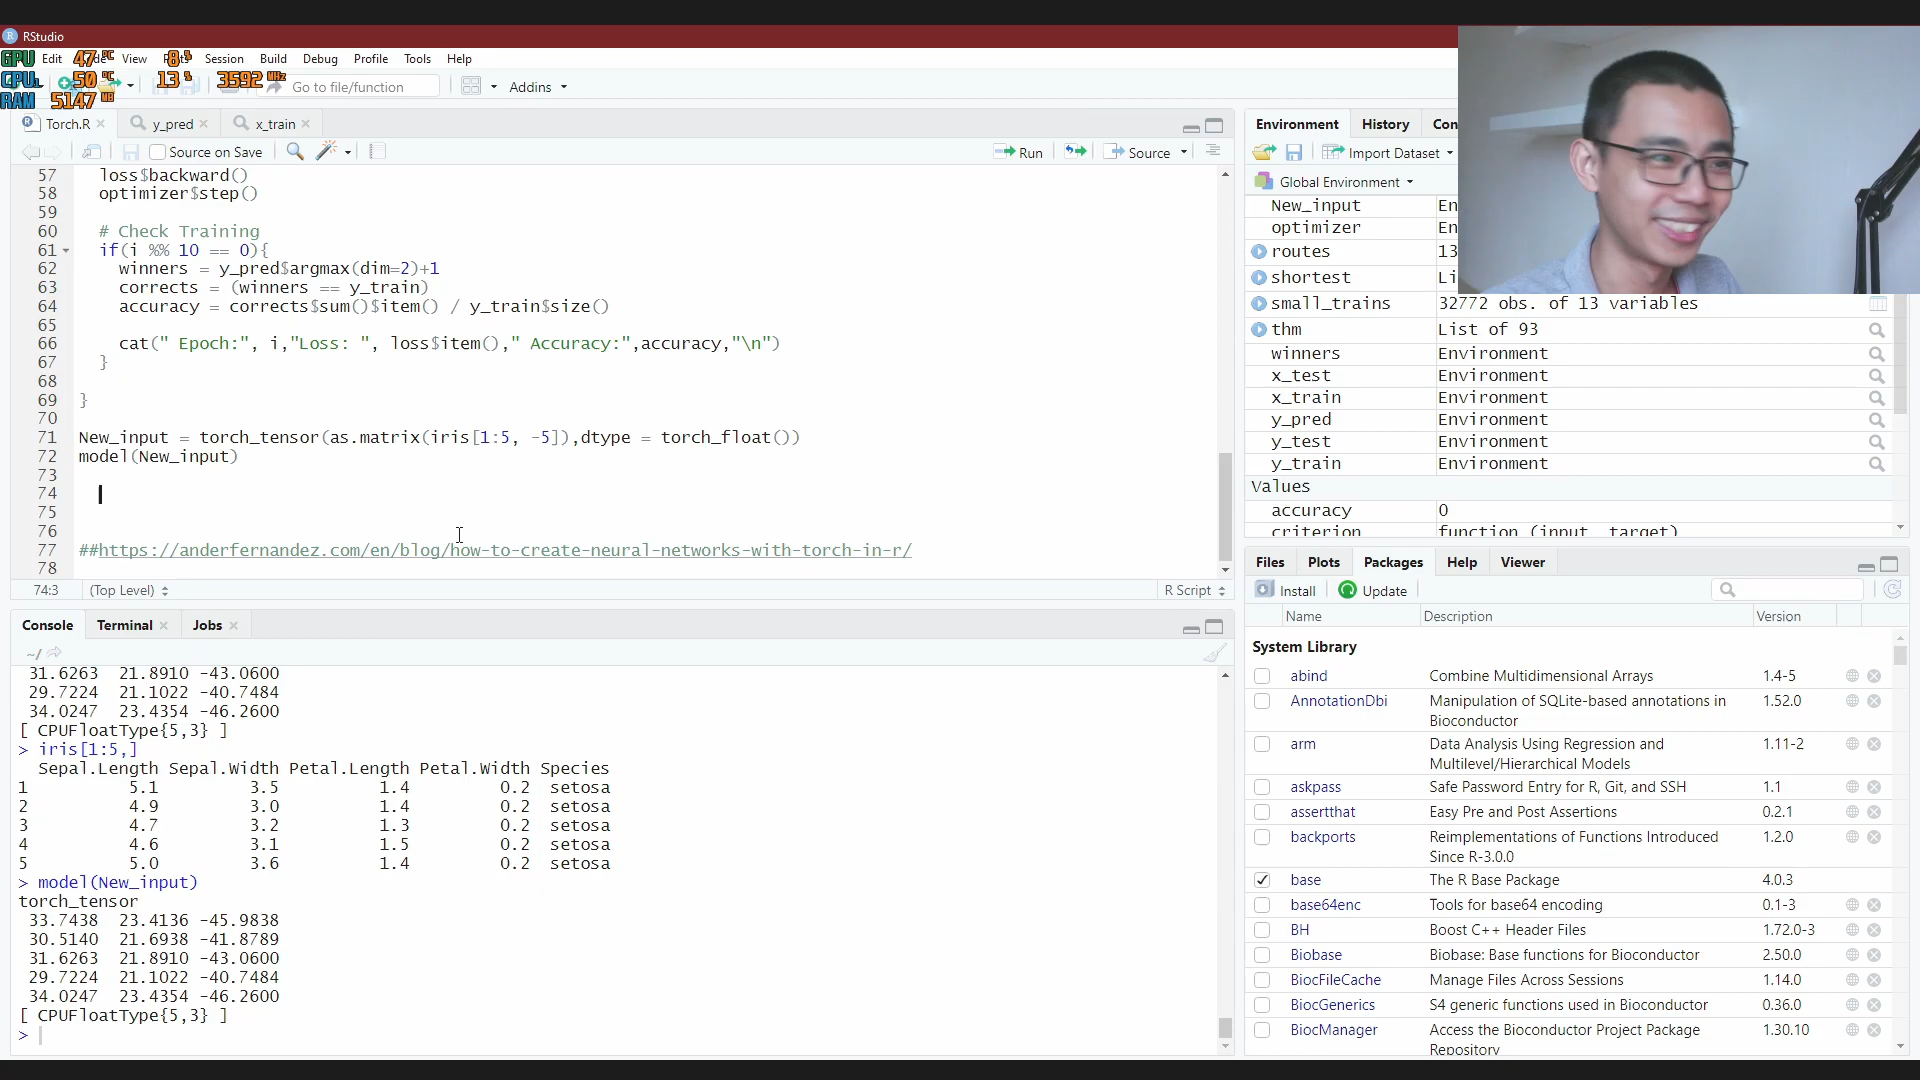 RStudio
GPU 47°C 8%
CPU1 50°C 13% 3592 MHz
RAM 5147 MB
Edit View Session Build Debug Profile Tools Help
Go to file/function Addins
Torch.R y_pred x_train
Source on Save Run Source
57 loss$backward()
58 optimizer$step()
59
60 # Check Training
61 if(i %% 10 == 0){
62 winners = y_pred$argmax(dim=2)+1
63 corrects = (winners == y_train)
64 accuracy = corrects$sum()$item() / y_train$size()
65
66 cat(" Epoch:", i,"Loss: ", loss$item()," Accuracy:",accuracy,"\n")
67 }
68
69 }
70
71 New_input = torch_tensor(as.matrix(iris[1:5, -5]),dtype = torch_float())
72 model(New_input)
73
74
75
76
77 ##https://anderfernandez.com/en/blog/how-to-create-neural-networks-with-torch-in-r/
78
74:3 (Top Level) R Script
Console Terminal Jobs
~/
31.6263 21.8910 -43.0600
29.7224 21.1022 -40.7484
34.0247 23.4354 -46.2600
[ CPUFloatType{5,3} ]
> iris[1:5,]
Sepal.Length Sepal.Width Petal.Length Petal.Width Species
1 5.1 3.5 1.4 0.2 setosa
2 4.9 3.0 1.4 0.2 setosa
3 4.7 3.2 1.3 0.2 setosa
4 4.6 3.1 1.5 0.2 setosa
5 5.0 3.6 1.4 0.2 setosa
> model(New_input)
torch_tensor
33.7438 23.4136 -45.9838
30.5140 21.6938 -41.8789
31.6263 21.8910 -43.0600
29.7224 21.1022 -40.7484
34.0247 23.4354 -46.2600
[ CPUFloatType{5,3} ]
>
Environment History Con
Import Dataset
Global Environment
New_input En
optimizer En
routes 13
shortest Li
small_trains 32772 obs. of 13 variables
thm List of 93
winners Environment
x_test Environment
x_train Environment
y_pred Environment
y_test Environment
y_train Environment
Values
accuracy 0
criterion function (input, target)
Files Plots Packages Help Viewer
Install Update
Name Description Version
System Library
abind Combine Multidimensional Arrays 1.4-5
AnnotationDbi Manipulation of SQLite-based annotations in 1.52.0
Bioconductor
arm Data Analysis Using Regression and 1.11-2
Multilevel/Hierarchical Models
askpass Safe Password Entry for R, Git, and SSH 1.1
assertthat Easy Pre and Post Assertions 0.2.1
backports Reimplementations of Functions Introduced 1.2.0
Since R-3.0.0
base The R Base Package 4.0.3
base64enc Tools for base64 encoding 0.1-3
BH Boost C++ Header Files 1.72.0-3
Biobase Biobase: Base functions for Bioconductor 2.50.0
BiocFileCache Manage Files Across Sessions 1.14.0
BiocGenerics S4 generic functions used in Bioconductor 0.36.0
BiocManager Access the Bioconductor Project Package 1.30.10
Repository